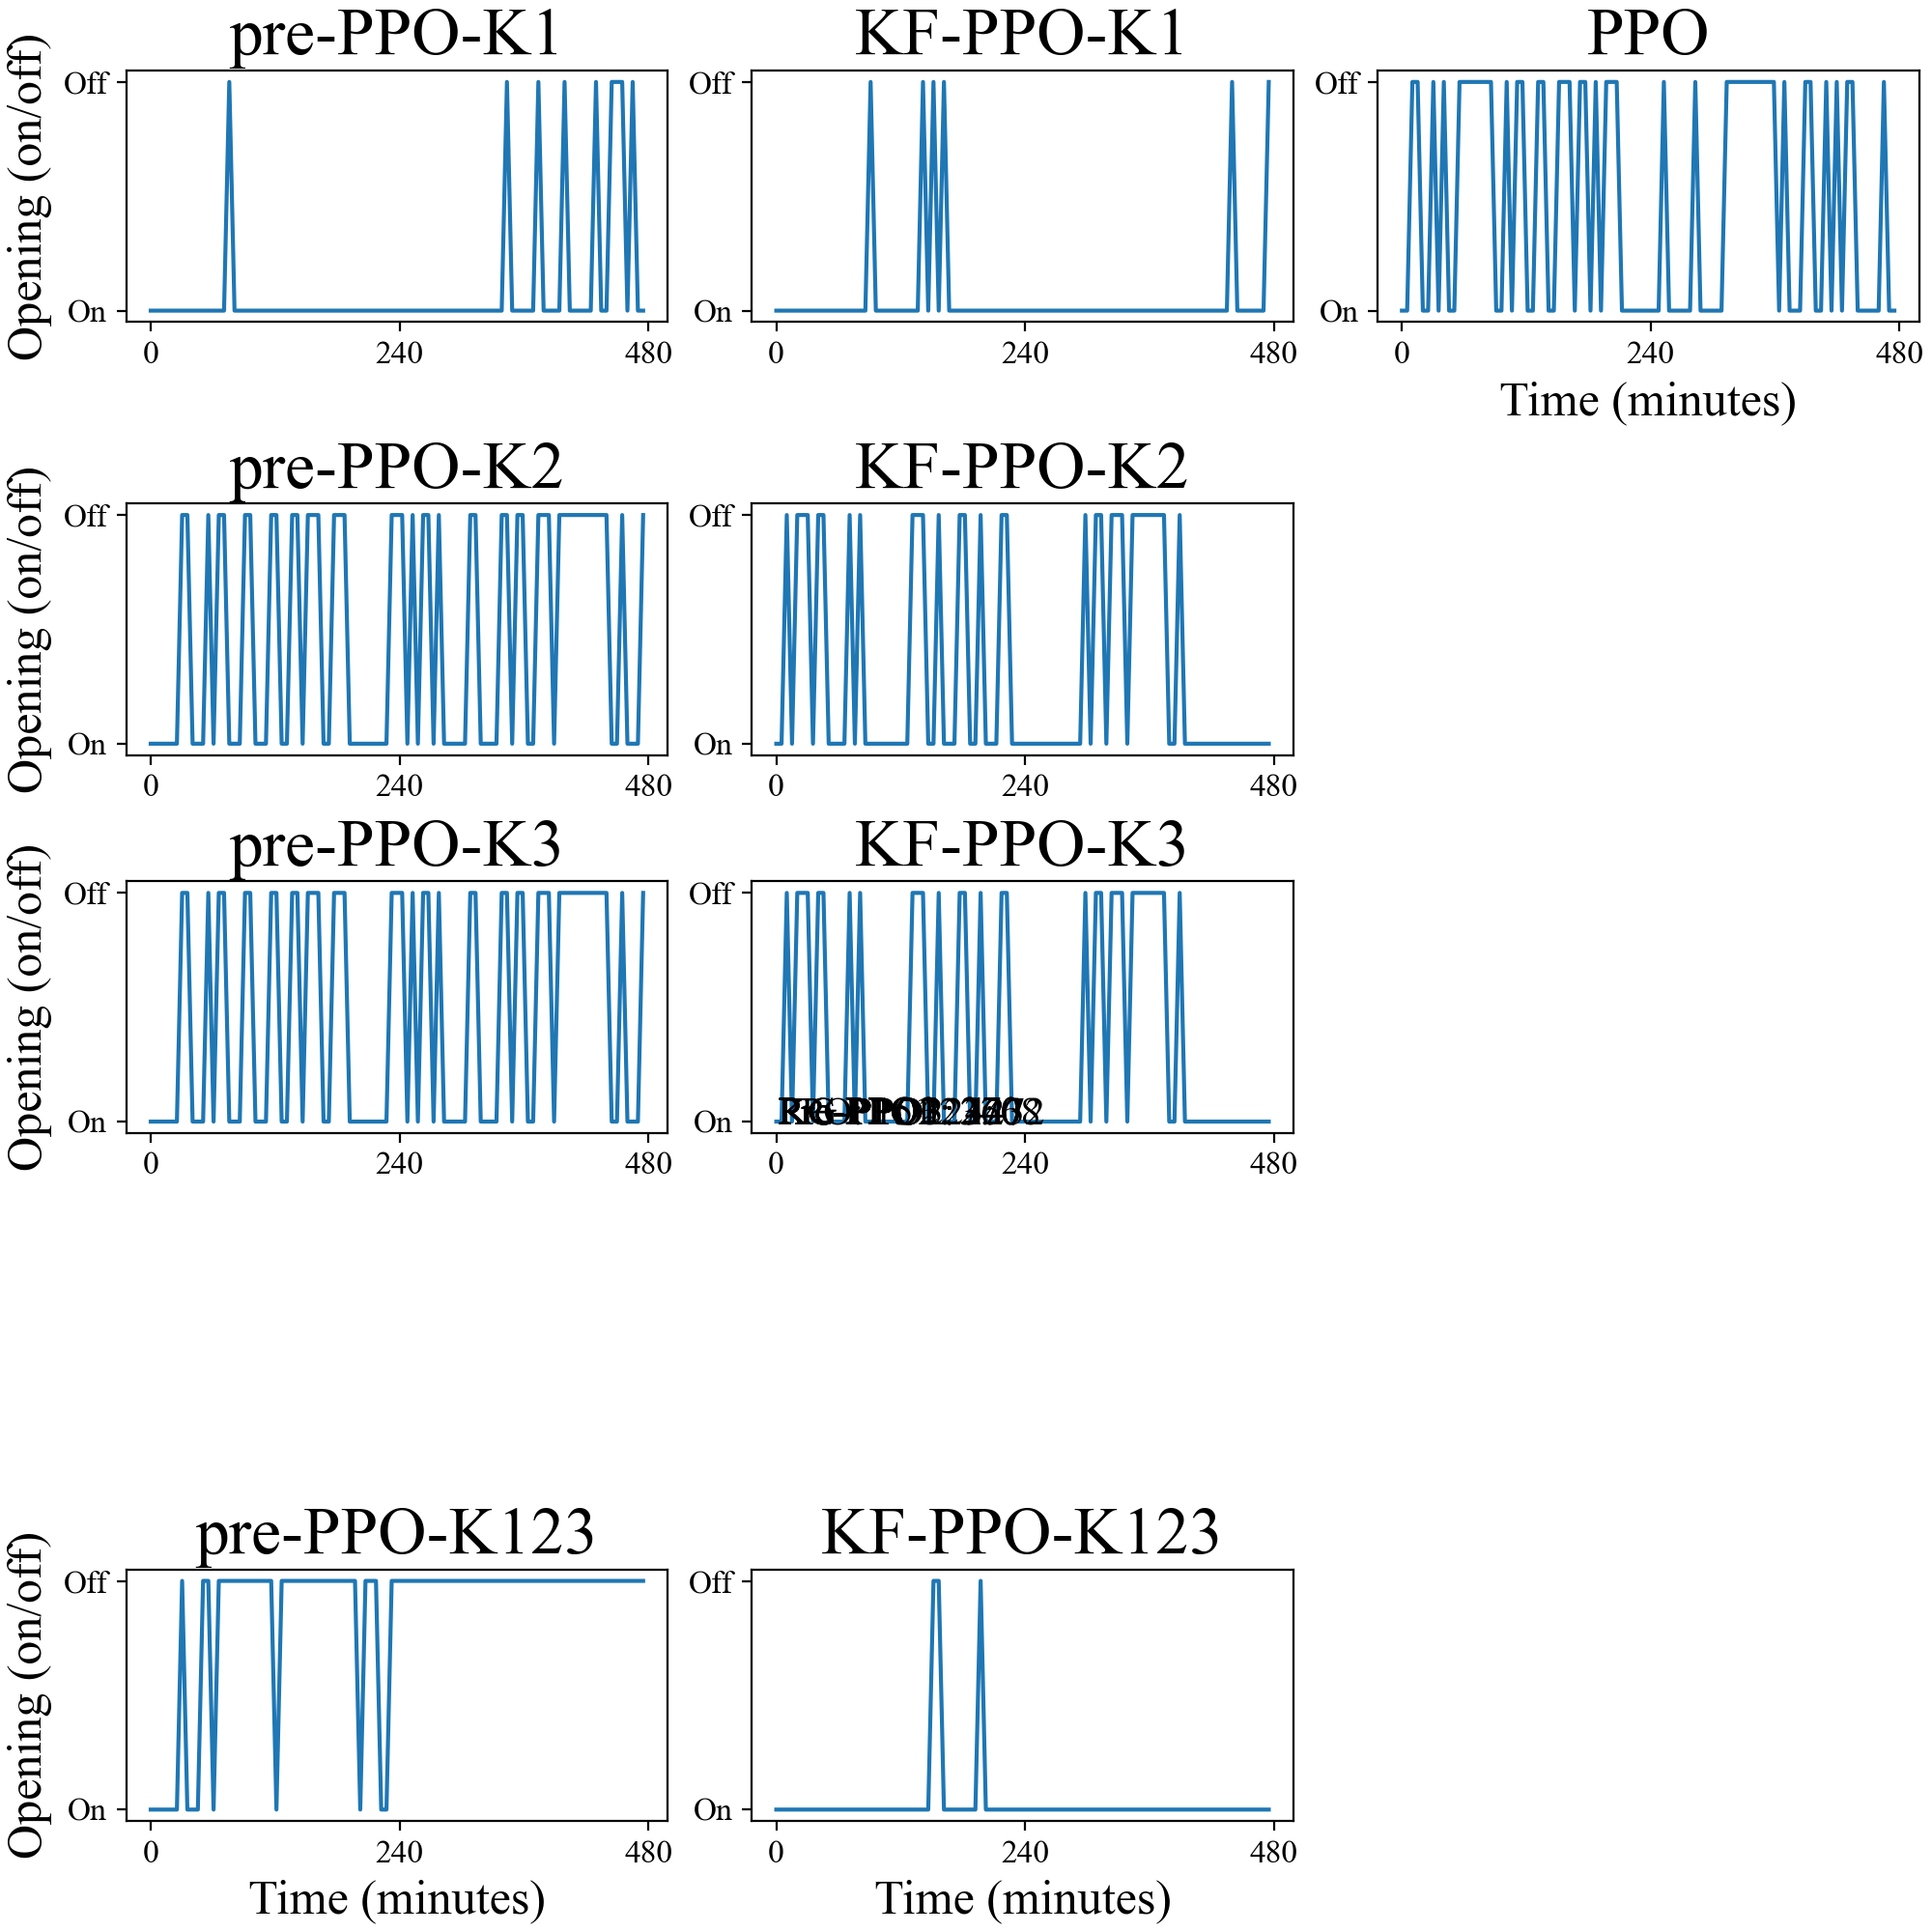 pre-PPO-K1
KF-PPO-K1
PPO
Opening (on/off)
Off
On
0 240 480
Off
On
0 240 480
Off
On
0 240 480
Time (minutes)
pre-PPO-K2
KF-PPO-K2
Opening (on/off)
Off
On
0 240 480
Off
On
0 240 480
pre-PPO-K3
KF-PPO-K3
Opening (on/off)
Off
On
0 240 480
Off
On
0 240 480
pre-PPO-K123
KF-PPO-K123
Opening (on/off)
Off
On
0 240 480
Time (minutes)
Off
On
0 240 480
Time (minutes)